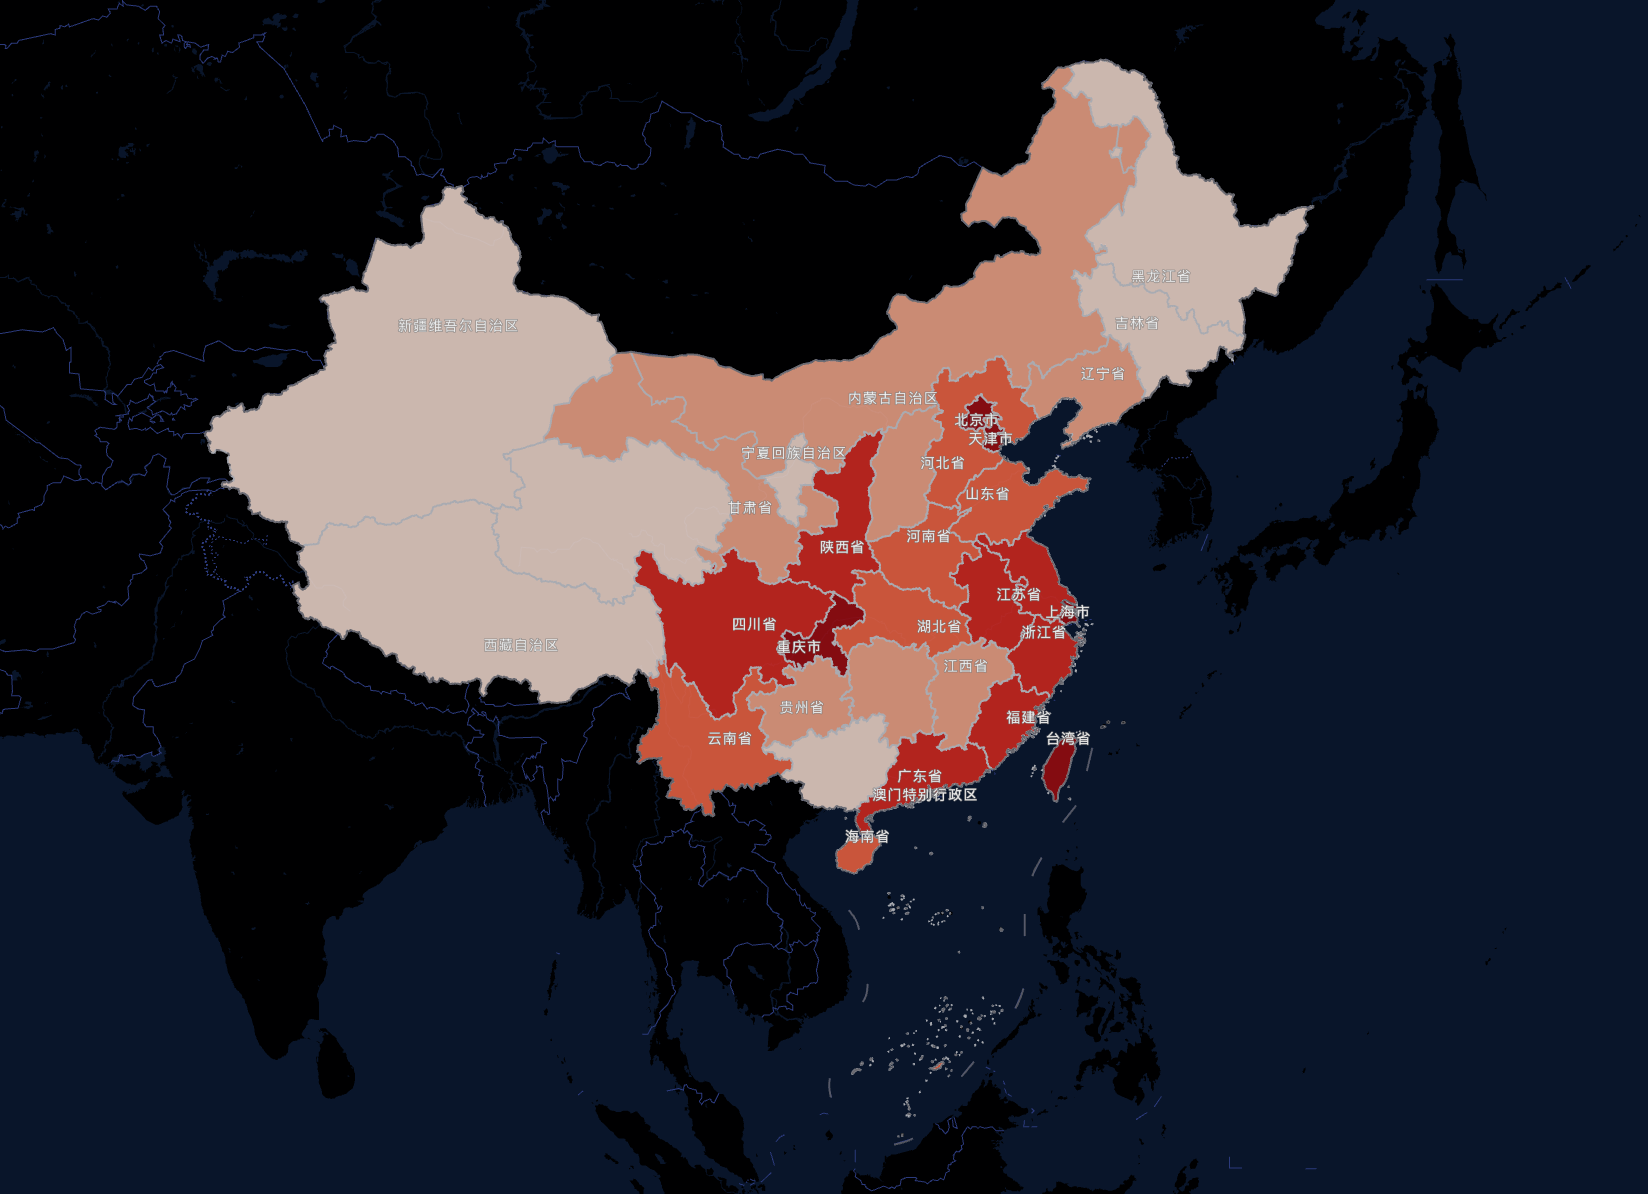 黑龙江省
吉林省
新疆维吾尔自治区
辽宁省
内蒙古自治区
北京市
天津市
宁夏回族自治区
河北省
山东省
甘肃省
河南省
陕西省
江苏省
上海市
四川省
湖北省
浙江省
西藏自治区
重庆市
江西省
贵州省
福建省
云南省
台湾省
广东省
澳门特别行政区
海南省